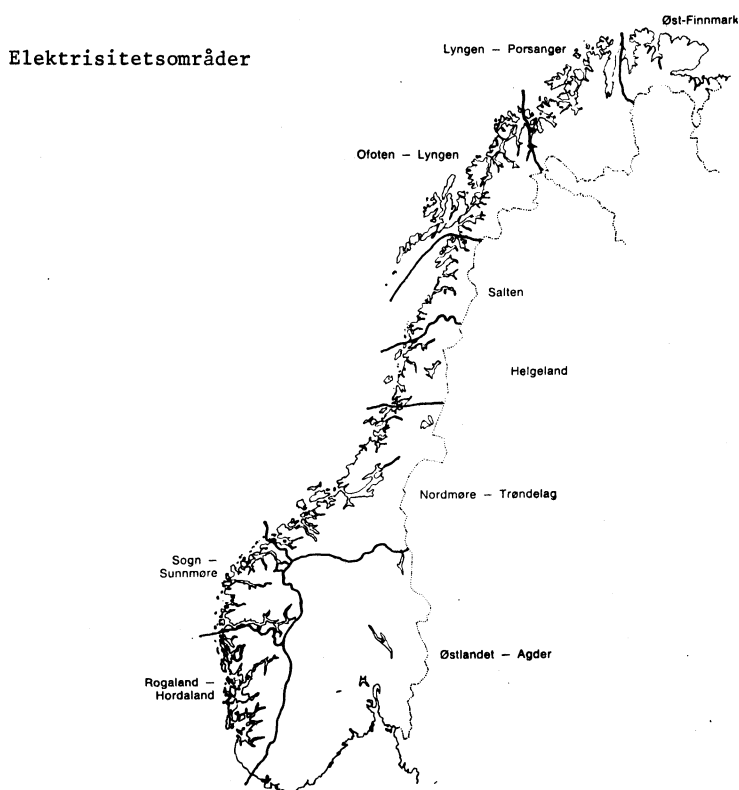 Elektrisitetsområder
Øst-Finnmark
Lyngen – Porsanger
Ofoten – Lyngen
Salten
Helgeland
Nordmøre – Trøndelag
Sogn –
Sunnmøre
Østlandet – Agder
Rogaland –
Hordaland